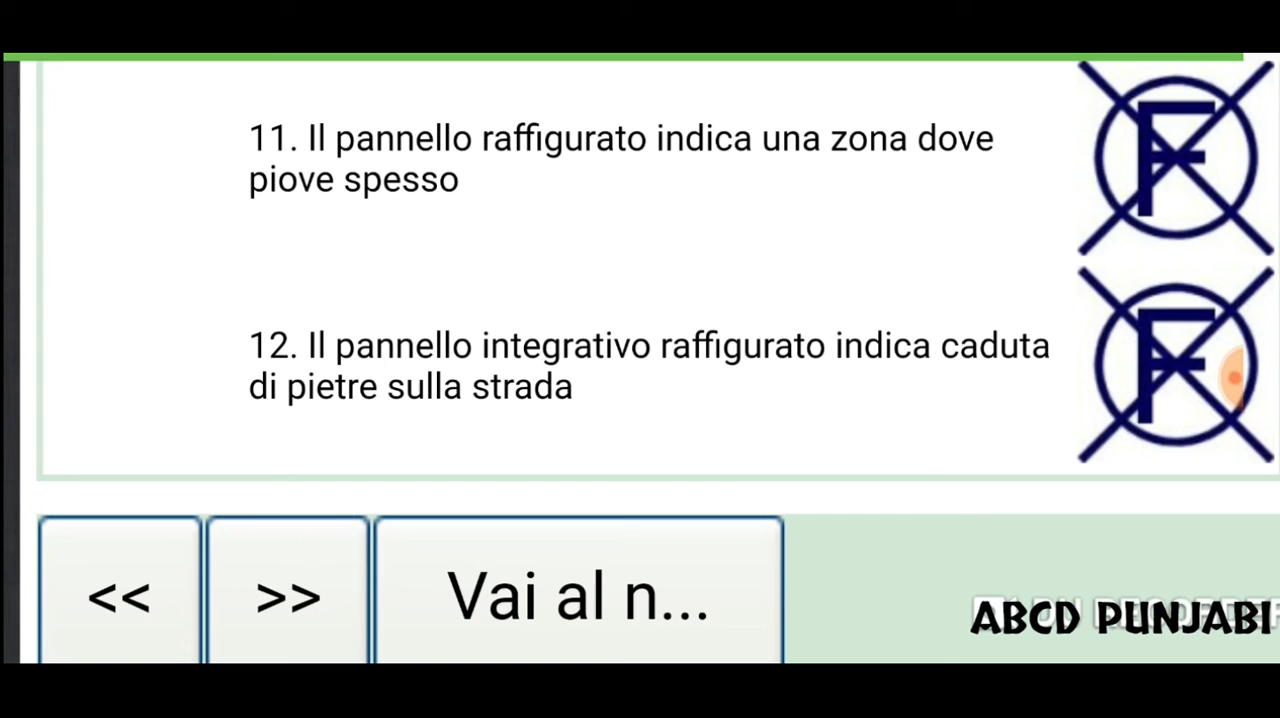 11. Il pannello raffigurato indica una zona dove
piove spesso
F
12. Il pannello integrativo raffigurato indica caduta
di pietre sulla strada
F
<< >> Vai al n...
ABCD PUNJABI